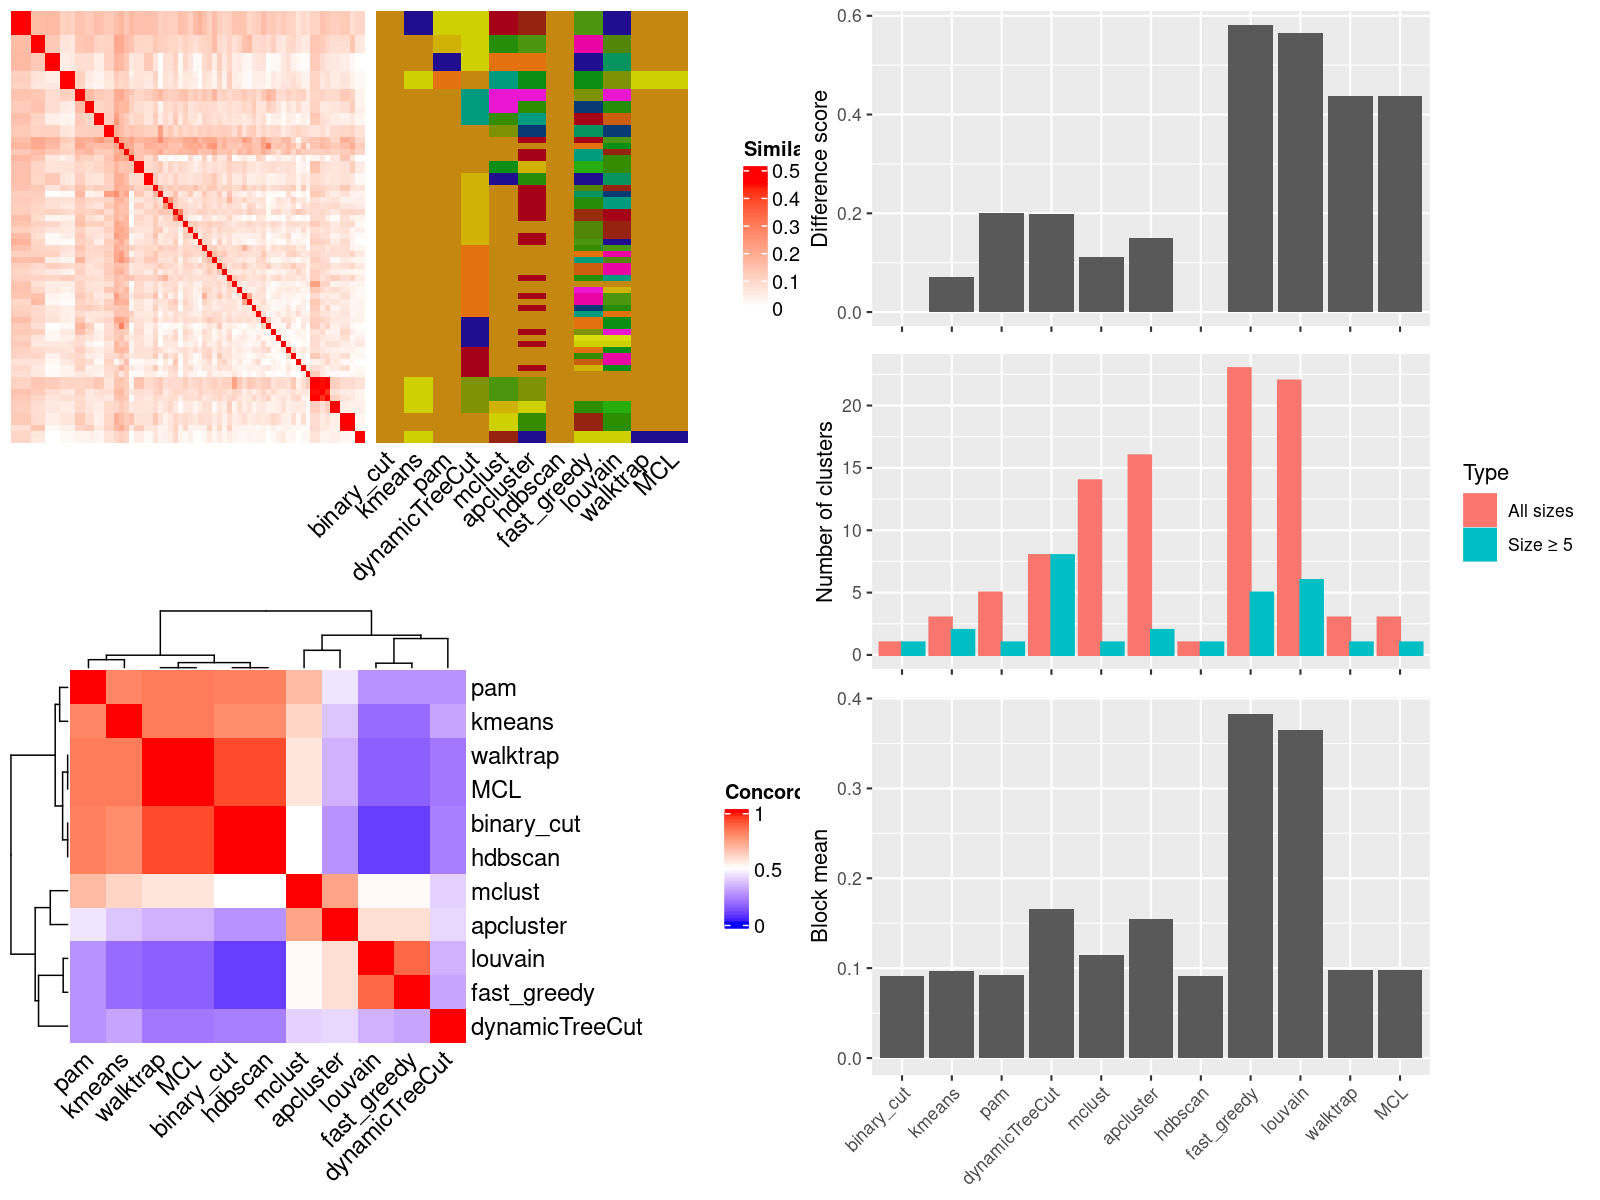 Simila
0.5
0.4
0.3
0.2
0.1
0
binary_cut
kmeans
pam
dynamicTreeCut
mclust
apcluster
hdbscan
fast_greedy
louvain
walktrap
MCL
pam
kmeans
walktrap
MCL
binary_cut
hdbscan
mclust
apcluster
louvain
fast_greedy
dynamicTreeCut
Concord
1
0.5
0
pam
kmeans
walktrap
MCL
binary_cut
hdbscan
mclust
apcluster
louvain
fast_greedy
dynamicTreeCut
Difference score
0.6
0.4
0.2
0.0
Number of clusters
20
15
10
5
0
Type
All sizes
Size ≥ 5
Block mean
0.4
0.3
0.2
0.1
0.0
binary_cut
kmeans
pam
dynamicTreeCut
mclust
apcluster
hdbscan
fast_greedy
louvain
walktrap
MCL